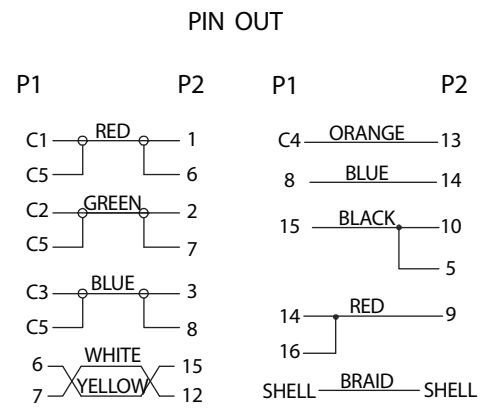 PIN OUT
P1 P2
C1 RED 1
C5 6
C2 GREEN 2
C5 7
C3 BLUE 3
C5 8
6 WHITE 15
7 YELLOW 12
P1 P2
C4 ORANGE 13
8 BLUE 14
15 BLACK 10
5
14 RED 9
16
SHELL BRAID SHELL